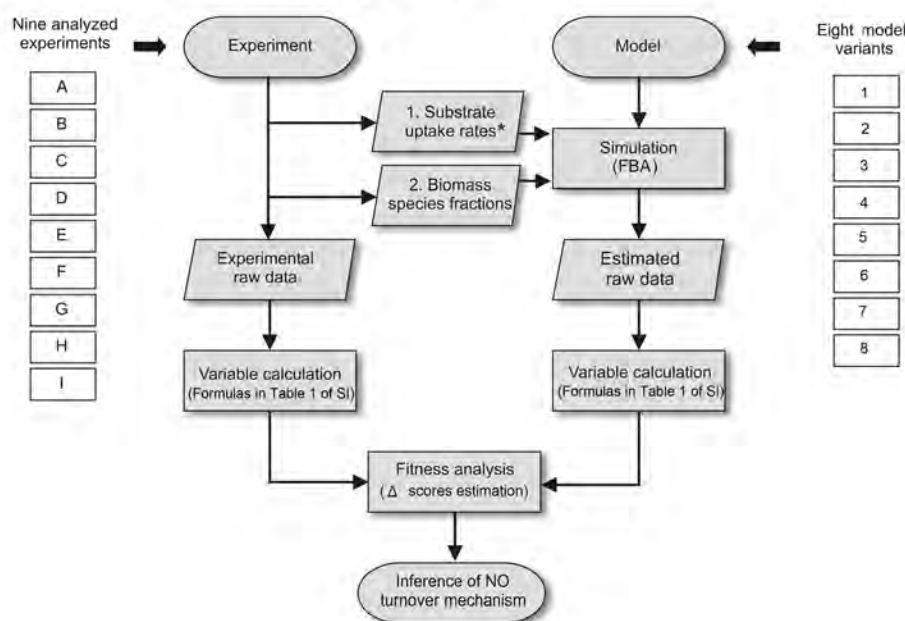 Nine analyzed
experiments
A
B
C
D
E
F
G
H
I
Experiment
1. Substrate
uptake rates*
2. Biomass
species fractions
Experimental
raw data
Variable calculation
(Formulas in Table 1 of SI)
Model
Simulation
(FBA)
Estimated
raw data
Variable calculation
(Formulas in Table 1 of SI)
Fitness analysis
(Δ scores estimation)
Inference of NO
turnover mechanism
Eight model
variants
1
2
3
4
5
6
7
8